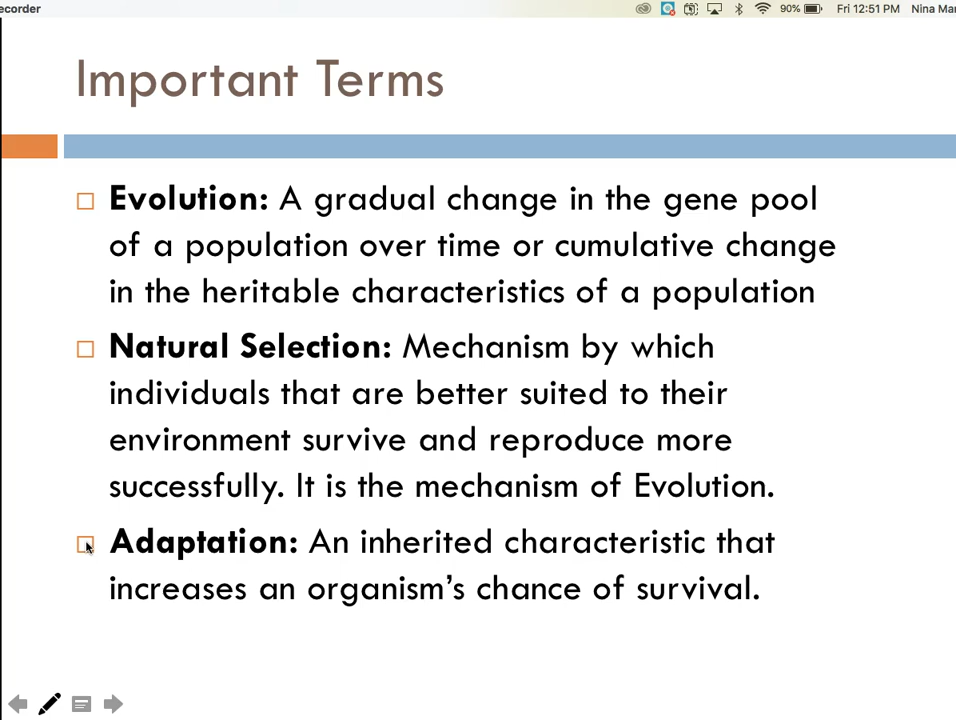 ecorder 90% Fri 12:51 PM Nina Mar
Important Terms
Evolution: A gradual change in the gene pool
of a population over time or cumulative change
in the heritable characteristics of a population
Natural Selection: Mechanism by which
individuals that are better suited to their
environment survive and reproduce more
successfully. It is the mechanism of Evolution.
Adaptation: An inherited characteristic that
increases an organism’s chance of survival.